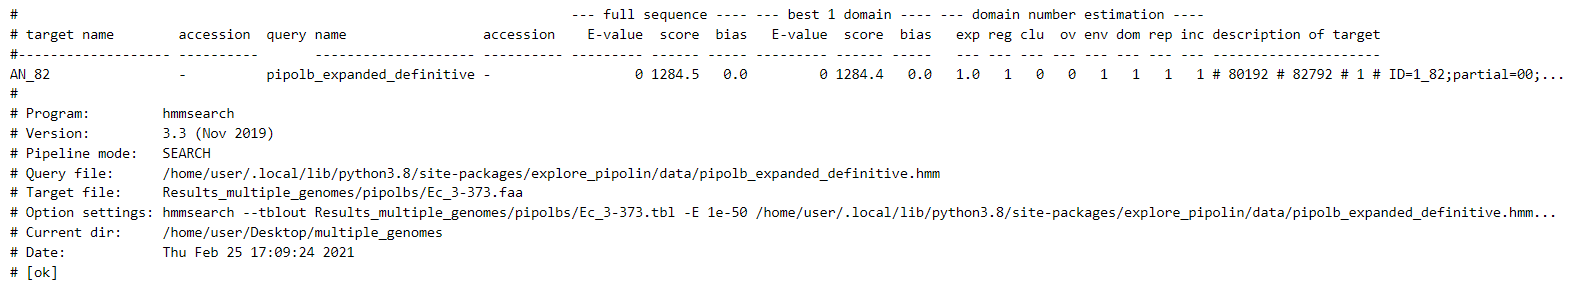 #                                                                    --- full sequence ---- --- best 1 domain ---- --- domain number estimation ----
# target name        accession  query name                 accession    E-value  score  bias   E-value  score  bias   exp reg clu  ov env dom rep inc description of target
#------------------- ----------       -------------------- ---------- --------- ------ ----- --------- ------ -----   --- --- --- --- --- --- --- --- ---------------------
AN_82                -          pipolb_expanded_definitive -                  0 1284.5   0.0         0 1284.4   0.0   1.0   1   0   0   1   1   1   1 # 80192 # 82792 # 1 # ID=1_82;partial=00;...
#
# Program:         hmmsearch
# Version:         3.3 (Nov 2019)
# Pipeline mode:   SEARCH
# Query file:      /home/user/.local/lib/python3.8/site-packages/explore_pipolin/data/pipolb_expanded_definitive.hmm
# Target file:     Results_multiple_genomes/pipolbs/Ec_3-373.faa
# Option settings: hmmsearch --tblout Results_multiple_genomes/pipolbs/Ec_3-373.tbl -E 1e-50 /home/user/.local/lib/python3.8/site-packages/explore_pipolin/data/pipolb_expanded_definitive.hmm...
# Current dir:     /home/user/Desktop/multiple_genomes
# Date:            Thu Feb 25 17:09:24 2021
# [ok]